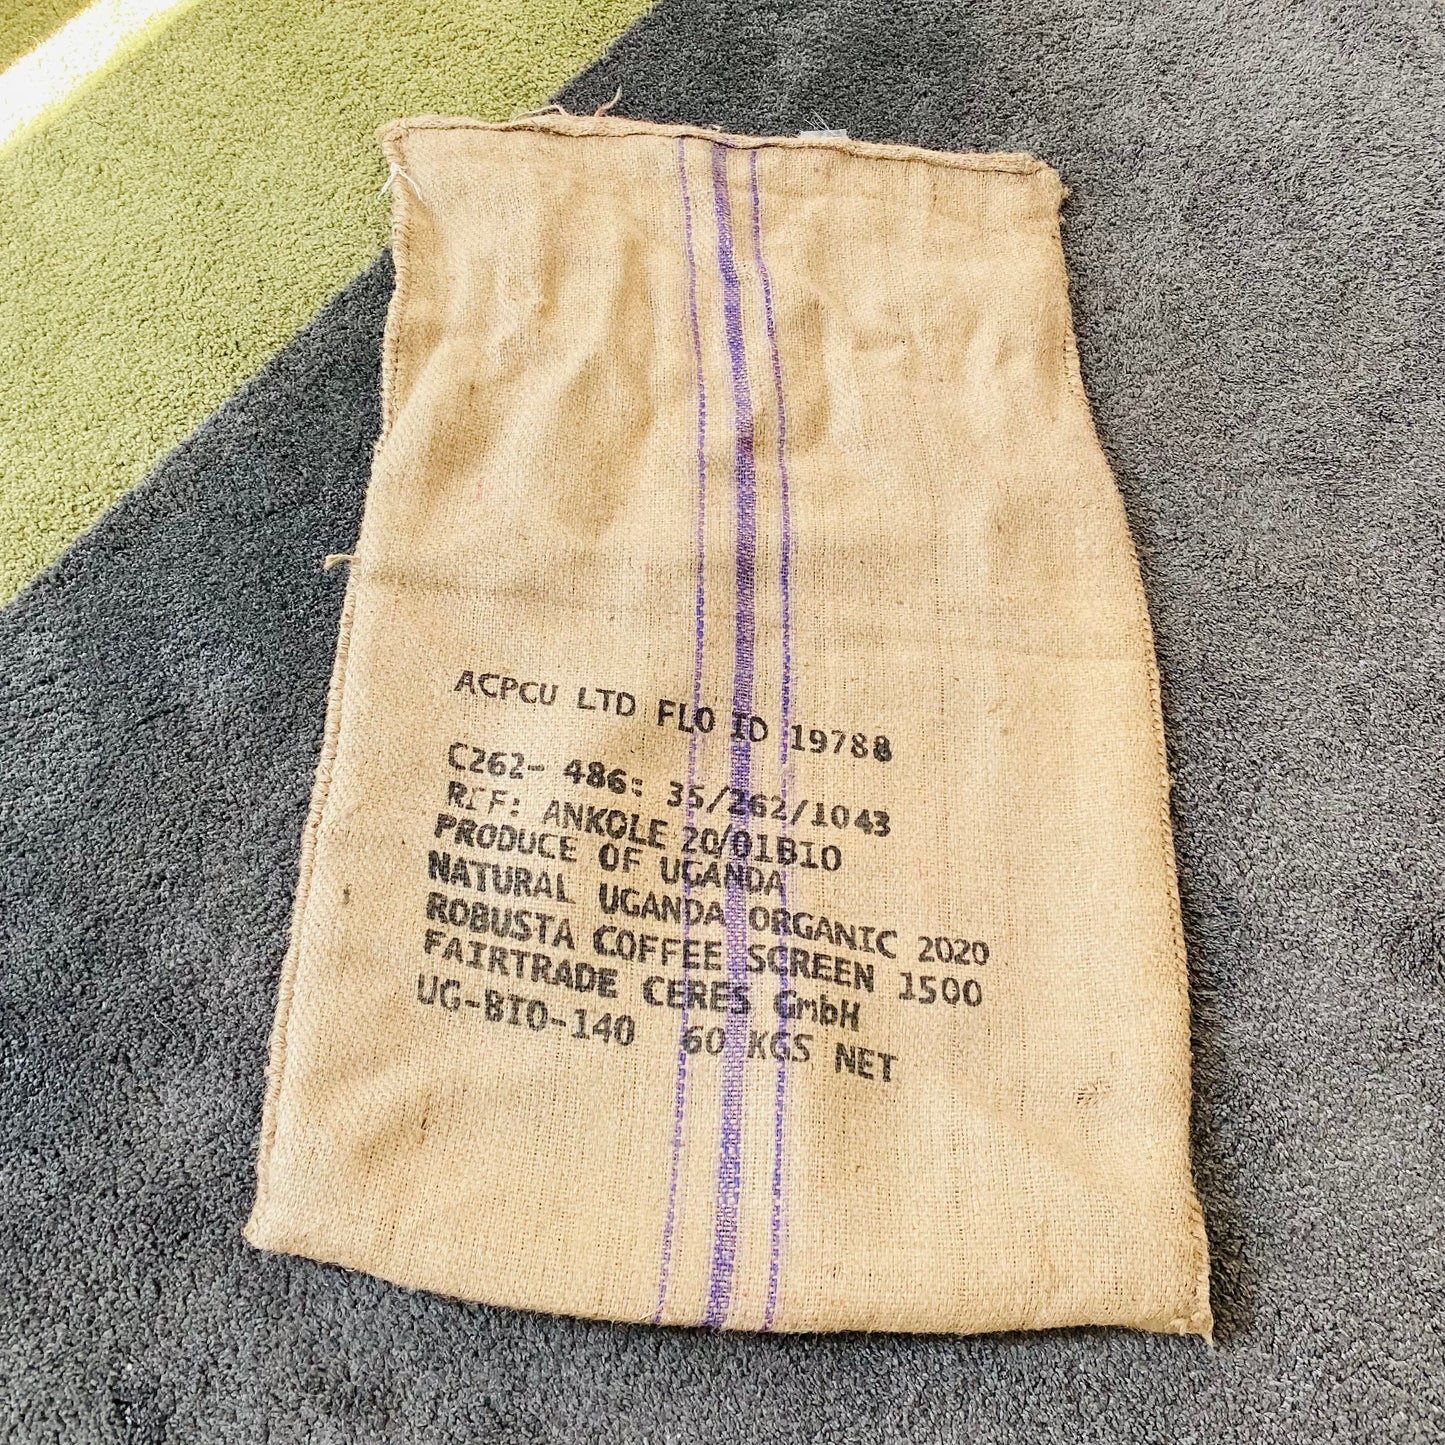 ACPCU LTD FLO ID 19788
C262- 486: 35/262/1043
REF: ANKOLE 20/01BIO
PRODUCE OF UGANDA
NATURAL UGANDA ORGANIC 2020
ROBUSTA COFFEE SCREEN 1500
FAIRTRADE CERES GmbH
UG-BIO-140 60 KGS NET